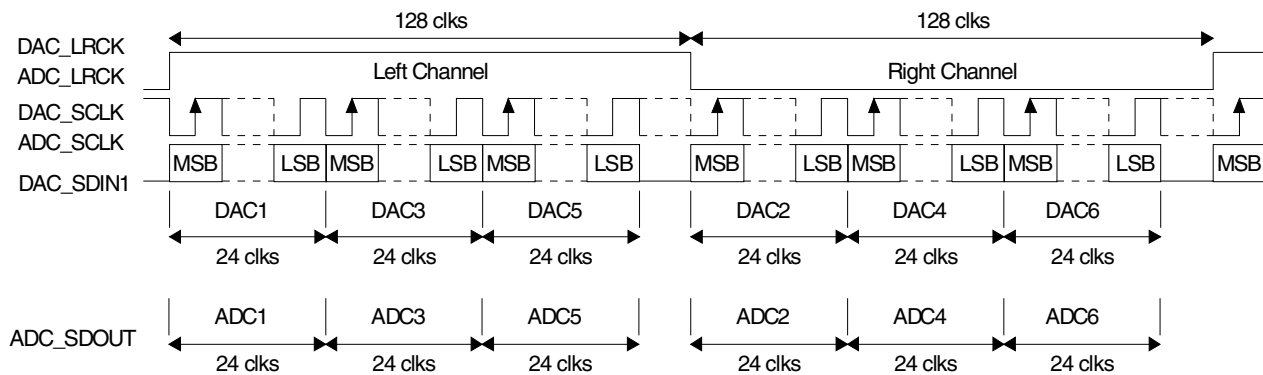 128 clks 128 clks
DAC_LRCK
ADC_LRCK Left Channel Right Channel
DAC_SCLK
ADC_SCLK
DAC_SDIN1 MSB LSB MSB LSB MSB LSB MSB LSB MSB LSB MSB LSB MSB
DAC1 DAC3 DAC5 DAC2 DAC4 DAC6
24 clks 24 clks 24 clks 24 clks 24 clks 24 clks
ADC1 ADC3 ADC5 ADC2 ADC4 ADC6
ADC_SDOUT
24 clks 24 clks 24 clks 24 clks 24 clks 24 clks